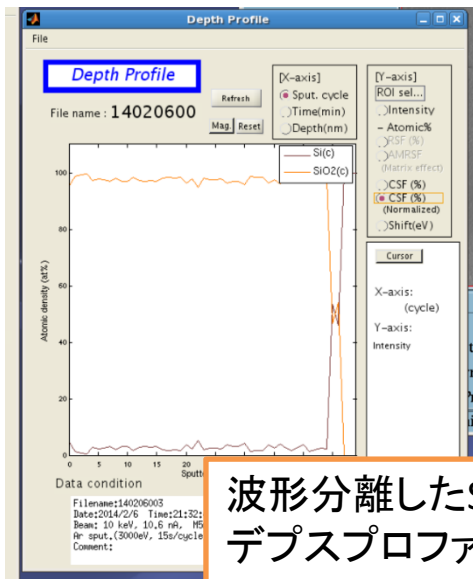 Depth Profile
File
Depth Profile
File name : 14020600
Refresh
Mag. Reset
[X-axis]
Sput. cycle
Time(min)
Depth(nm)
[Y-axis]
ROI sel...
Intensity
- Atomic%
RSF (%)
AMRSF
(Matrix effect)
CSF (%)
CSF (%)
(Normalized)
Shift(eV)
Si(c)
SiO2(c)
100
80
60
40
20
0
Atomic density (at%)
0 5 10 15 20
Cursor
X-axis:
(cycle)
Y-axis:
Intensity
Data condition
Filename:140206003
Date:2014/2/6 Time:21:32:
Beam: 10 keV, 10.6 nA,
Ar sput.(3000eV, 15s/cycle
Comment:
波形分離した
デプスプロファ